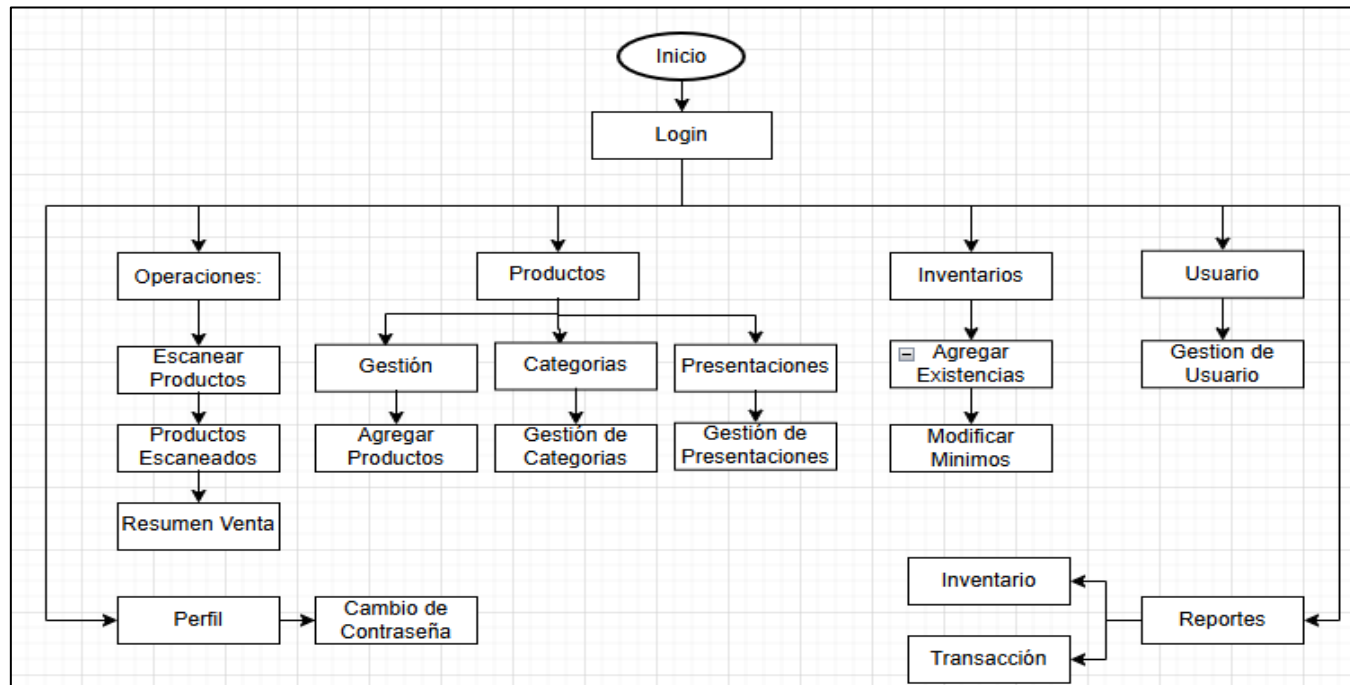 Inicio
Login
Operaciones:
Productos
Inventarios
Usuario
Escanear
Productos
Gestión
Categorias
Presentaciones
Agregar
Existencias
Gestion de
Usuario
Productos
Escaneados
Agregar
Productos
Gestión de
Categorias
Gestión de
Presentaciones
Modificar
Minimos
Resumen Venta
Inventario
Perfil
Cambio de
Contraseña
Reportes
Transacción